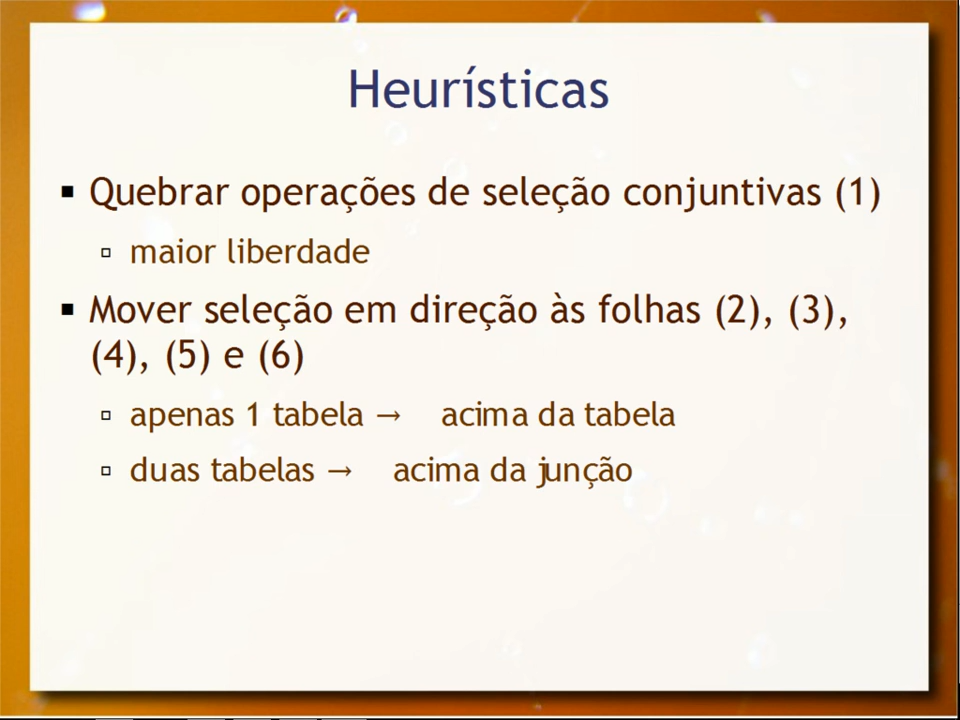 Heurísticas
▪ Quebrar operações de seleção conjuntivas (1)
▫ maior liberdade
▪ Mover seleção em direção às folhas (2), (3),
(4), (5) e (6)
▫ apenas 1 tabela → acima da tabela
▫ duas tabelas → acima da junção